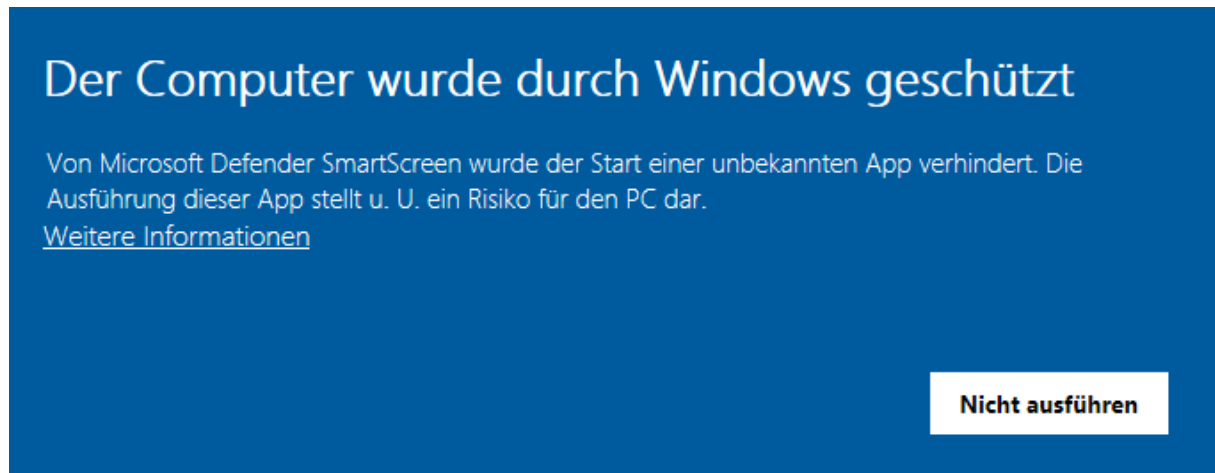 Der Computer wurde durch Windows geschützt
Von Microsoft Defender SmartScreen wurde der Start einer unbekannten App verhindert. Die
Ausführung dieser App stellt u. U. ein Risiko für den PC dar.
Weitere Informationen
Nicht ausführen